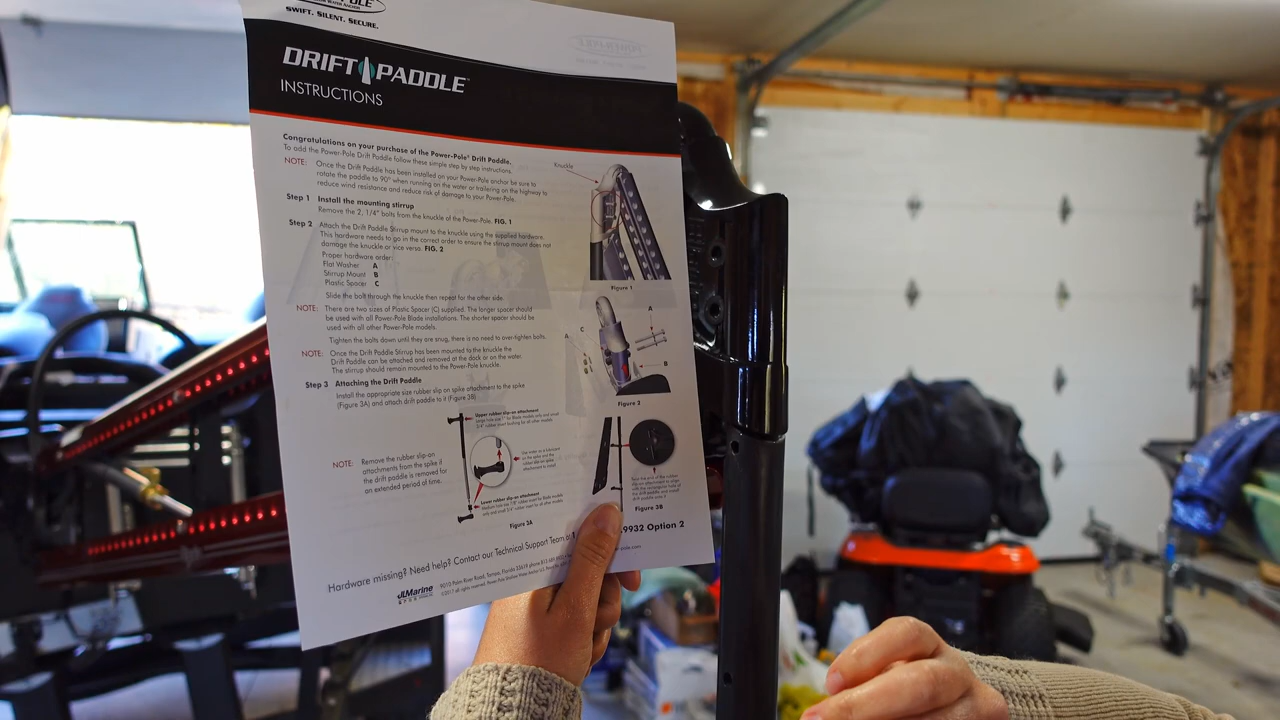 SWIFT. SILENT. SECURE.
DRIFT PADDLE™
INSTRUCTIONS
Congratulations on your purchase of the Power-Pole® Drift Paddle.
To add the Power-Pole Drift Paddle follow these simple step by step instructions.
NOTE: Once the Drift Paddle has been installed on your Power-Pole anchor be sure to
rotate the paddle to 90° when running on the water or trailering on the highway to
reduce wind resistance and reduce risk of damage to your Power-Pole.
Knuckle
Step 1 Install the mounting stirrup
Remove the 2, 1/4" bolts from the knuckle of the Power-Pole. FIG. 1
Step 2 Attach the Drift Paddle Stirrup mount to the knuckle using the supplied hardware.
This hardware needs to go in the correct order to ensure the stirrup mount does not
damage the knuckle or vice versa. FIG. 2
Proper hardware order:
Flat Washer A
Stirrup Mount B
Plastic Spacer C
Figure 1
Slide the bolt through the knuckle then repeat for the other side.
NOTE: There are two sizes of Plastic Spacer (C) supplied. The longer spacer should
be used with all Power-Pole Blade installations. The shorter spacer should be
used with all other Power-Pole models.
Tighten the bolts down until they are snug, there is no need to over-tighten bolts.
A
C
A
B
NOTE: Once the Drift Paddle Stirrup has been mounted to the knuckle the
Drift Paddle can be attached and removed at the dock or on the water.
The stirrup should remain mounted to the Power-Pole knuckle.
Figure 2
Step 3 Attaching the Drift Paddle
Install the appropriate size rubber slip on spike attachment to the spike
(Figure 3A) and attach drift paddle to it (Figure 3B)
Upper rubber slip-on attachment
NOTE: Remove the rubber slip-on
attachments from the spike if
the drift paddle is removed for
an extended period of time.
Lower rubber slip-on attachment
Figure 3A
Figure 3B
Hardware missing? Need help? Contact our Technical Support Team
9932 Option 2
JLMarine
9010 Palm River Road, Tampa, Florida 33619 phone